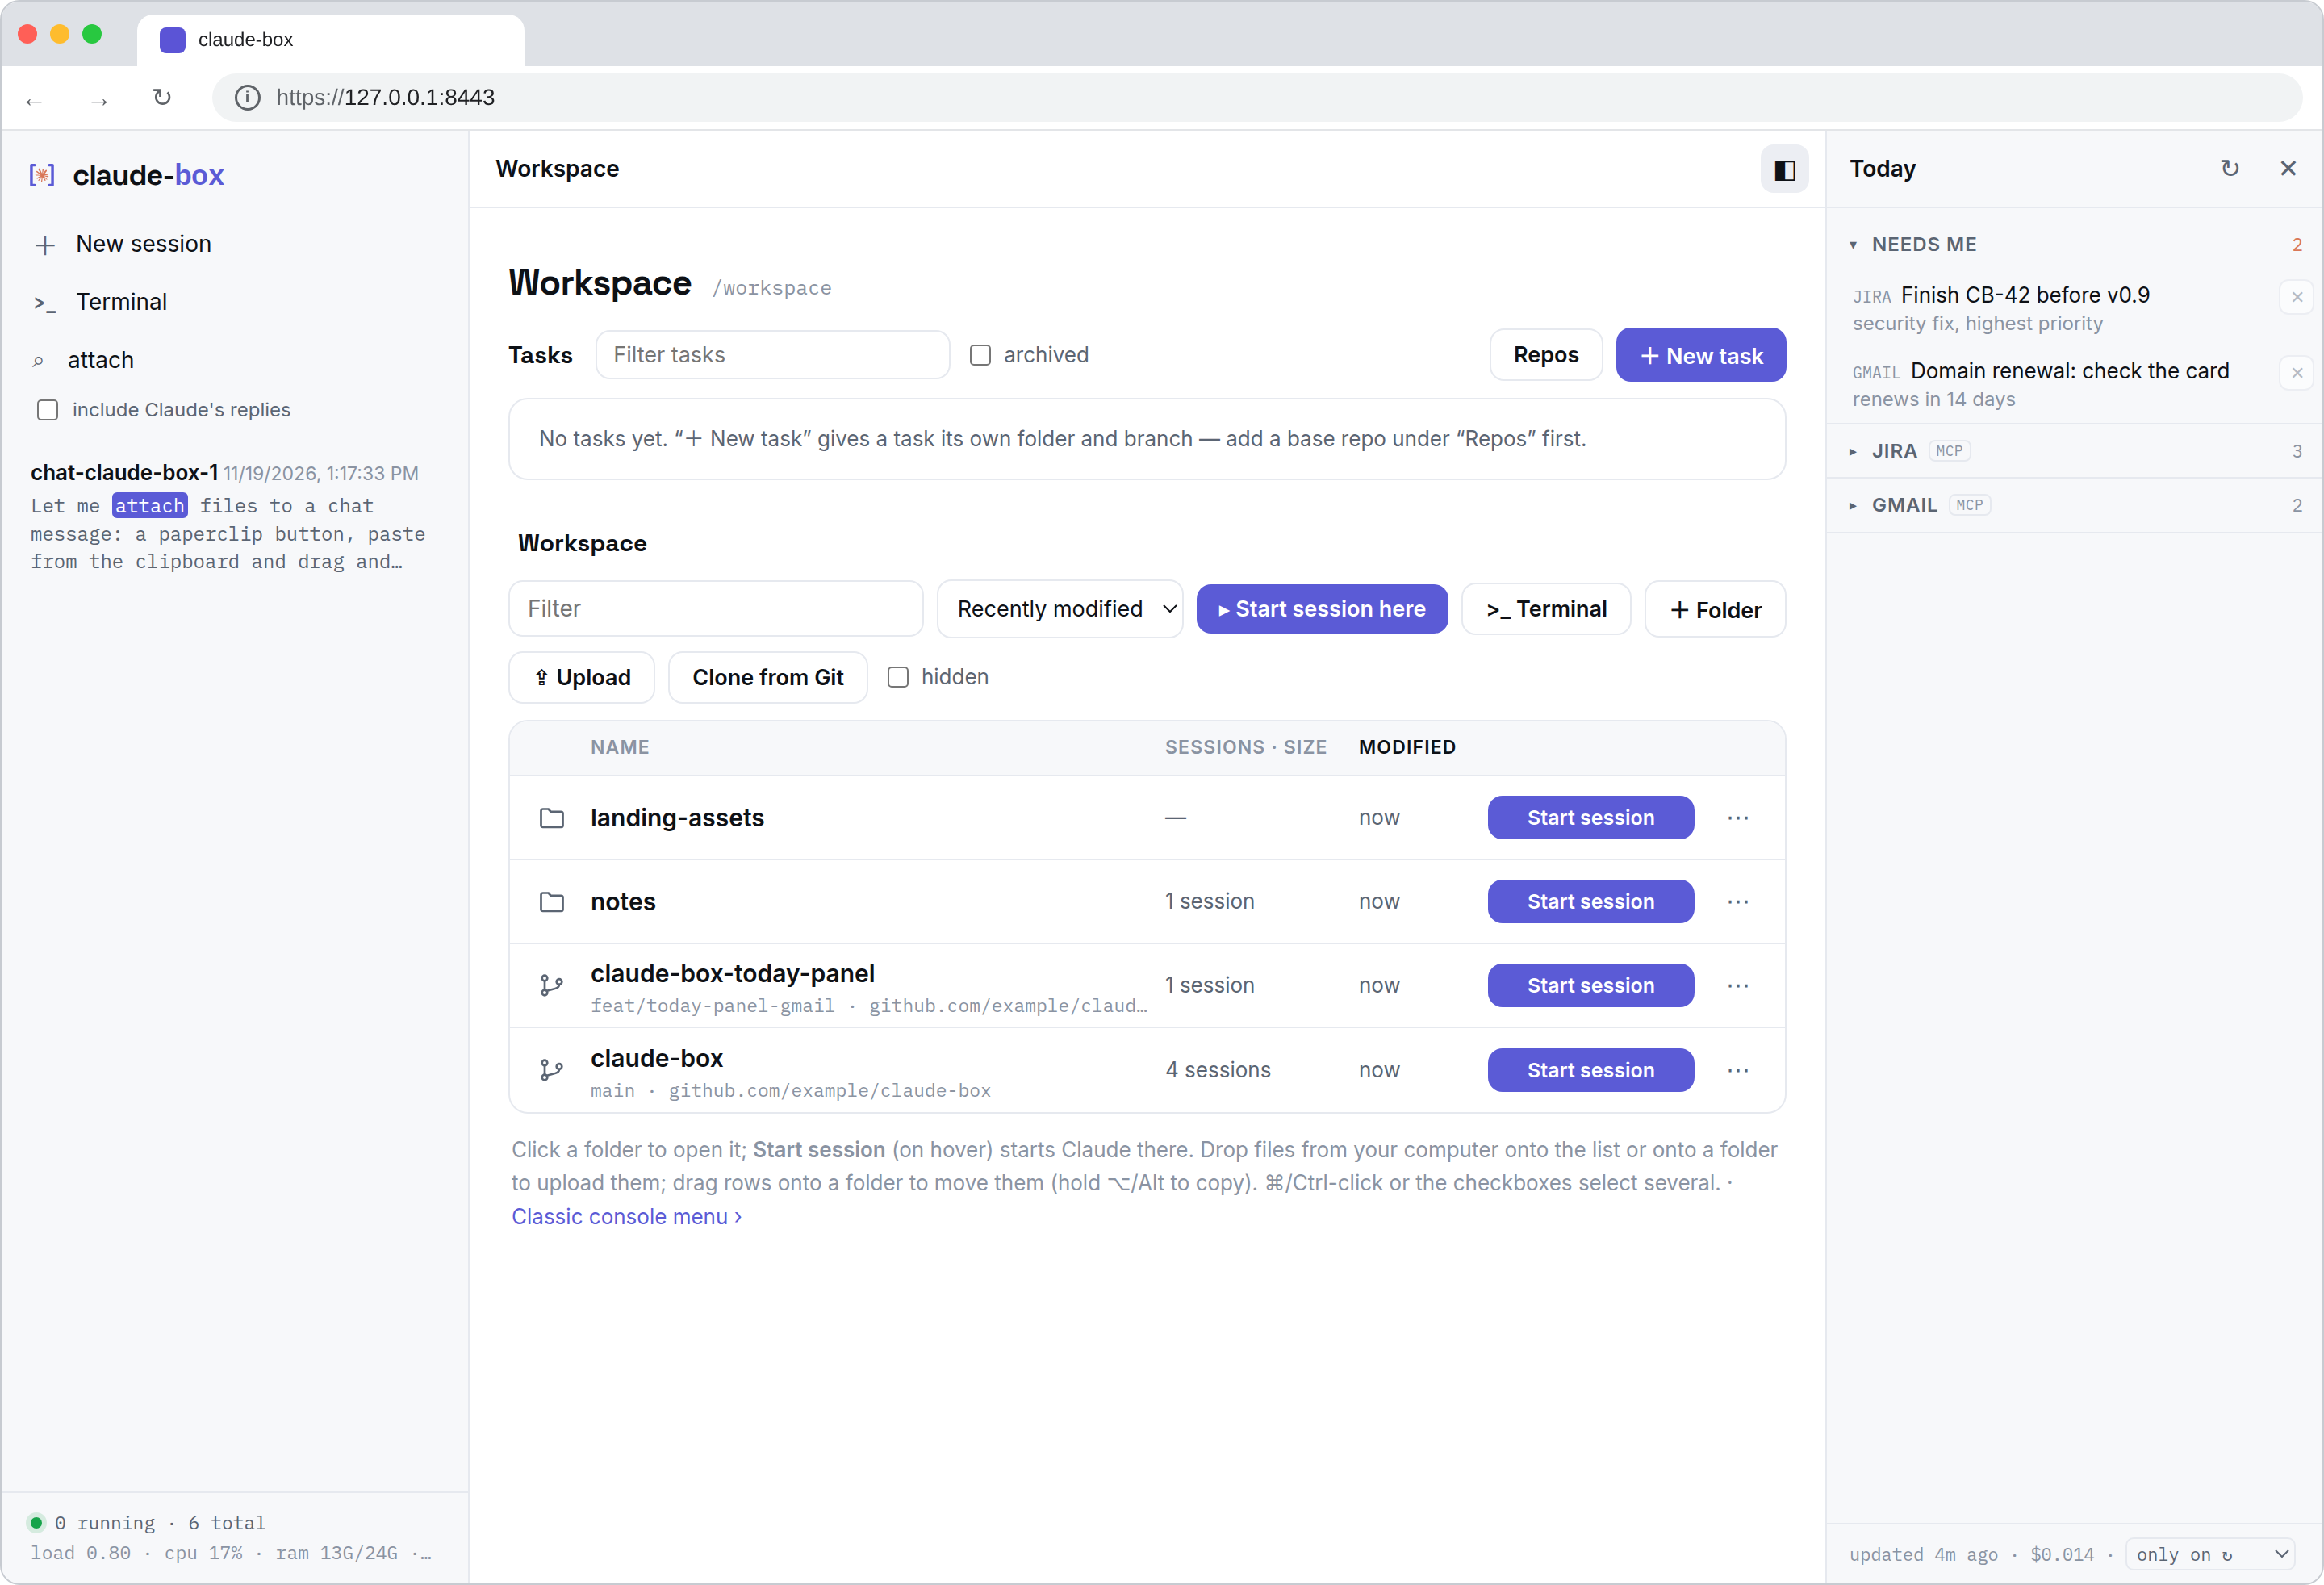 claude-box
https://127.0.0.1:8443
claude-box
New session
>_ Terminal
attach
include Claude's replies
chat-claude-box-1 11/19/2026, 1:17:33 PM
Let me attach files to a chat
message: a paperclip button, paste
from the clipboard and drag and…
0 running · 6 total
load 0.80 · cpu 17% · ram 13G/24G ·…
Workspace
Workspace /workspace
Tasks Filter tasks archived Repos + New task
No tasks yet. “+ New task” gives a task its own folder and branch — add a base repo under “Repos” first.
Workspace
Filter Recently modified ▸ Start session here >_ Terminal + Folder
⇪ Upload Clone from Git hidden
NAME SESSIONS · SIZE MODIFIED
landing-assets — now Start session ⋯
notes 1 session now Start session ⋯
claude-box-today-panel 1 session now Start session ⋯
feat/today-panel-gmail · github.com/example/claud…
claude-box 4 sessions now Start session ⋯
main · github.com/example/claude-box
Click a folder to open it; Start session (on hover) starts Claude there. Drop files from your computer onto the list or onto a folder
to upload them; drag rows onto a folder to move them (hold ⌥/Alt to copy). ⌘/Ctrl-click or the checkboxes select several. ·
Classic console menu ›
Today ↻ ✕
▾ NEEDS ME 2
JIRA Finish CB-42 before v0.9 ✕
security fix, highest priority
GMAIL Domain renewal: check the card ✕
renews in 14 days
▸ JIRA MCP 3
▸ GMAIL MCP 2
updated 4m ago · $0.014 · only on ↻